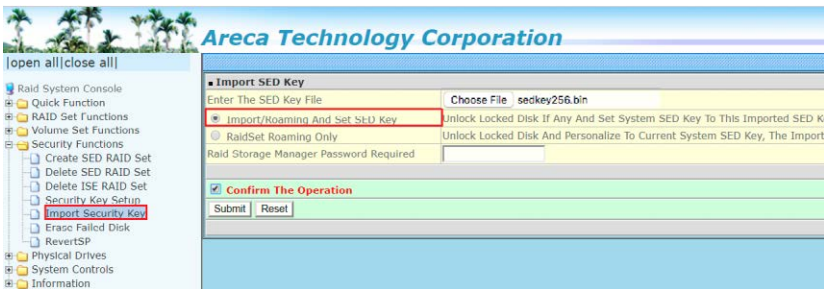 Areca Technology Corporation
|open all|close all|
Raid System Console
Quick Function
RAID Set Functions
Volume Set Functions
Security Functions
Create SED RAID Set
Delete SED RAID Set
Delete ISE RAID Set
Security Key Setup
Import Security Key
Erase Failed Disk
RevertSP
Physical Drives
System Controls
Information
Import SED Key
Enter The SED Key File Choose File sedkey256.bin
Import/Roaming And Set SED Key Unlock Locked Disk If Any And Set System SED Key To This Imported SED K
RaidSet Roaming Only Unlock Locked Disk And Personalize To Current System SED Key, The Import
Raid Storage Manager Password Required
Confirm The Operation
Submit Reset